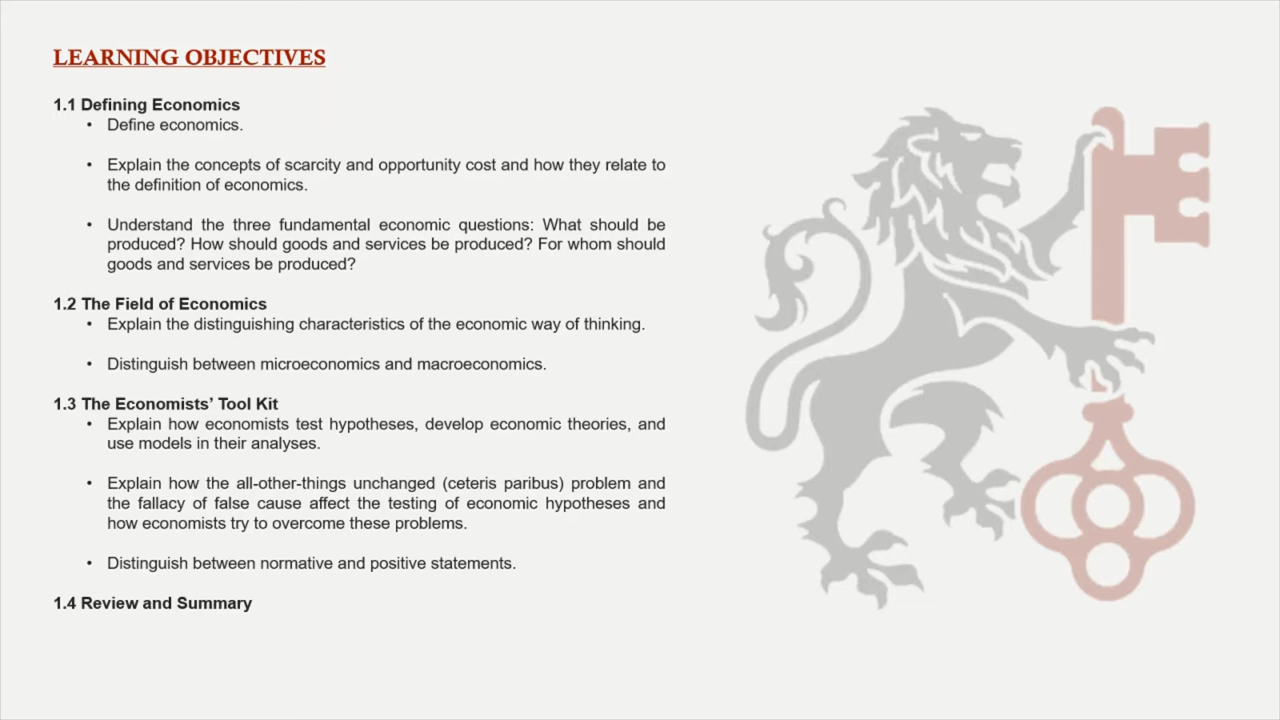 LEARNING OBJECTIVES
1.1 Defining Economics
• Define economics.
• Explain the concepts of scarcity and opportunity cost and how they relate to
the definition of economics.
• Understand the three fundamental economic questions: What should be
produced? How should goods and services be produced? For whom should
goods and services be produced?
1.2 The Field of Economics
• Explain the distinguishing characteristics of the economic way of thinking.
• Distinguish between microeconomics and macroeconomics.
1.3 The Economists’ Tool Kit
• Explain how economists test hypotheses, develop economic theories, and
use models in their analyses.
• Explain how the all-other-things unchanged (ceteris paribus) problem and
the fallacy of false cause affect the testing of economic hypotheses and
how economists try to overcome these problems.
• Distinguish between normative and positive statements.
1.4 Review and Summary